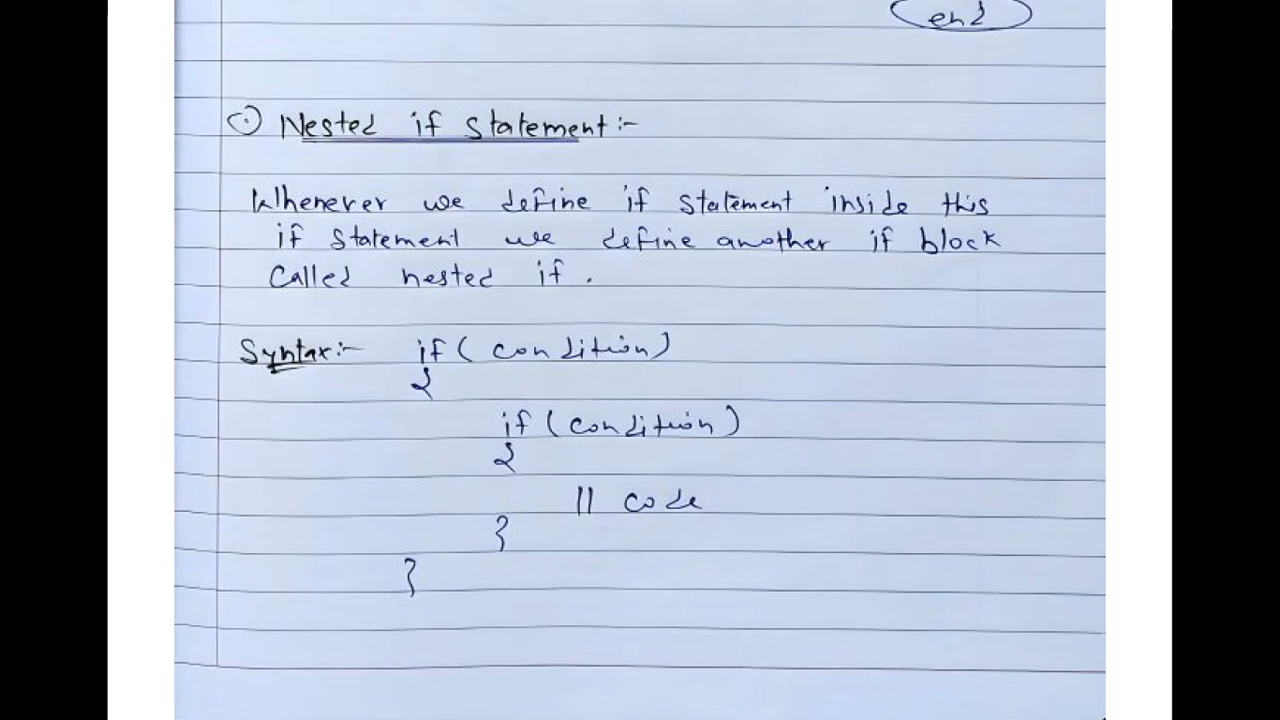 end
Nested if Statement :-
Whenever we define if statement inside this
if statement we define another if block
Called nested if .
Syntax:- if ( condition)
{
if (condition)
{
// code
}
}